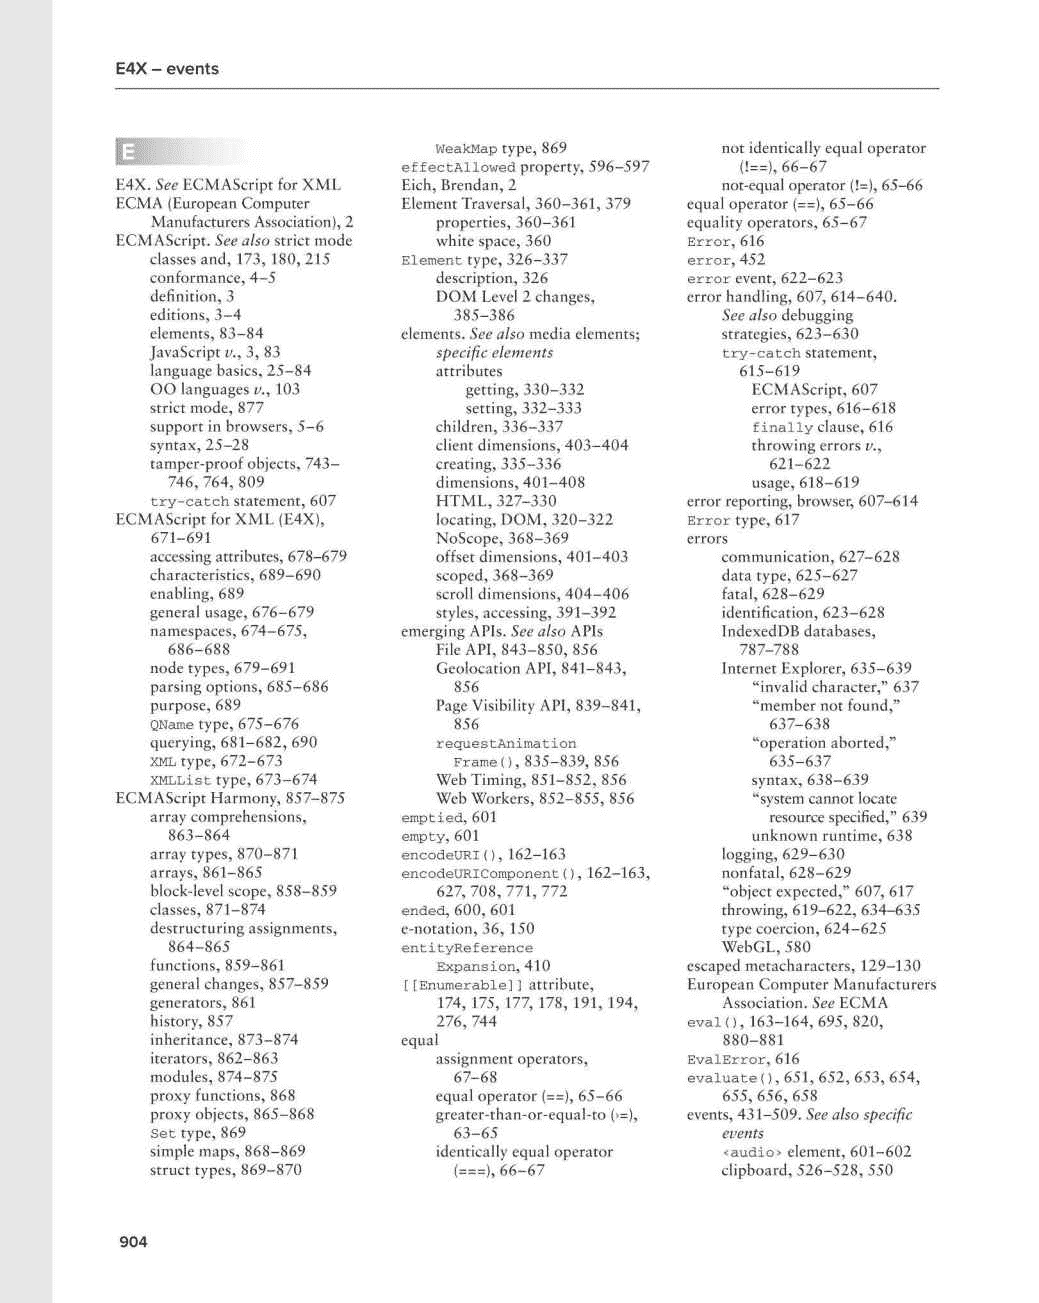 E4X – events
E
E4X. See ECMAScript for XML
ECMA (European Computer
Manufacturers Association), 2
ECMAScript. See also strict mode
classes and, 173, 180, 215
conformance, 4–5
definition, 3
editions, 3–4
elements, 83–84
JavaScript v., 3, 83
language basics, 25–84
OO languages v., 103
strict mode, 877
support in browsers, 5–6
syntax, 25–28
tamper-proof objects, 743–
746, 764, 809
try-catch statement, 607
ECMAScript for XML (E4X),
671–691
accessing attributes, 678–679
characteristics, 689–690
enabling, 689
general usage, 676–679
namespaces, 674–675,
686–688
node types, 679–691
parsing options, 685–686
purpose, 689
QName type, 675–676
querying, 681–682, 690
XML type, 672–673
XMLList type, 673–674
ECMAScript Harmony, 857–875
array comprehensions,
863–864
array types, 870–871
arrays, 861–865
block-level scope, 858–859
classes, 871–874
destructuring assignments,
864–865
functions, 859–861
general changes, 857–859
generators, 861
history, 857
inheritance, 873–874
iterators, 862–863
modules, 874–875
proxy functions, 868
proxy objects, 865–868
Set type, 869
simple maps, 868–869
struct types, 869–870
WeakMap type, 869
effectAllowed property, 596–597
Eich, Brendan, 2
Element Traversal, 360–361, 379
properties, 360–361
white space, 360
Element type, 326–337
description, 326
DOM Level 2 changes,
385–386
elements. See also media elements;
specific elements
attributes
getting, 330–332
setting, 332–333
children, 336–337
client dimensions, 403–404
creating, 335–336
dimensions, 401–408
HTML, 327–330
locating, DOM, 320–322
NoScope, 368–369
offset dimensions, 401–403
scoped, 368–369
scroll dimensions, 404–406
styles, accessing, 391–392
emerging APIs. See also APIs
File API, 843–850, 856
Geolocation API, 841–843,
856
Page Visibility API, 839–841,
856
requestAnimation
Frame(), 835–839, 856
Web Timing, 851–852, 856
Web Workers, 852–855, 856
emptied, 601
empty, 601
encodeURI(), 162–163
encodeURIComponent(), 162–163,
627, 708, 771, 772
ended, 600, 601
e-notation, 36, 150
entityReference
Expansion, 410
[[Enumerable]] attribute,
174, 175, 177, 178, 191, 194,
276, 744
equal
assignment operators,
67–68
equal operator (==), 65–66
greater-than-or-equal-to (>=),
63–65
identically equal operator
(===), 66–67
not identically equal operator
(!==), 66–67
not-equal operator (!=), 65–66
equal operator (==), 65–66
equality operators, 65–67
Error, 616
error, 452
error event, 622–623
error handling, 607, 614–640.
See also debugging
strategies, 623–630
try-catch statement,
615–619
ECMAScript, 607
error types, 616–618
finally clause, 616
throwing errors v.,
621–622
usage, 618–619
error reporting, browser, 607–614
Error type, 617
errors
communication, 627–628
data type, 625–627
fatal, 628–629
identification, 623–628
IndexedDB databases,
787–788
Internet Explorer, 635–639
“invalid character,” 637
“member not found,”
637–638
“operation aborted,”
635–637
syntax, 638–639
“system cannot locate
resource specified,” 639
unknown runtime, 638
logging, 629–630
nonfatal, 628–629
“object expected,” 607, 617
throwing, 619–622, 634–635
type coercion, 624–625
WebGL, 580
escaped metacharacters, 129–130
European Computer Manufacturers
Association. See ECMA
eval(), 163–164, 695, 820,
880–881
EvalError, 616
evaluate(), 651, 652, 653, 654,
655, 656, 658
events, 431–509. See also specific
events
<audio> element, 601–602
clipboard, 526–528, 550
904